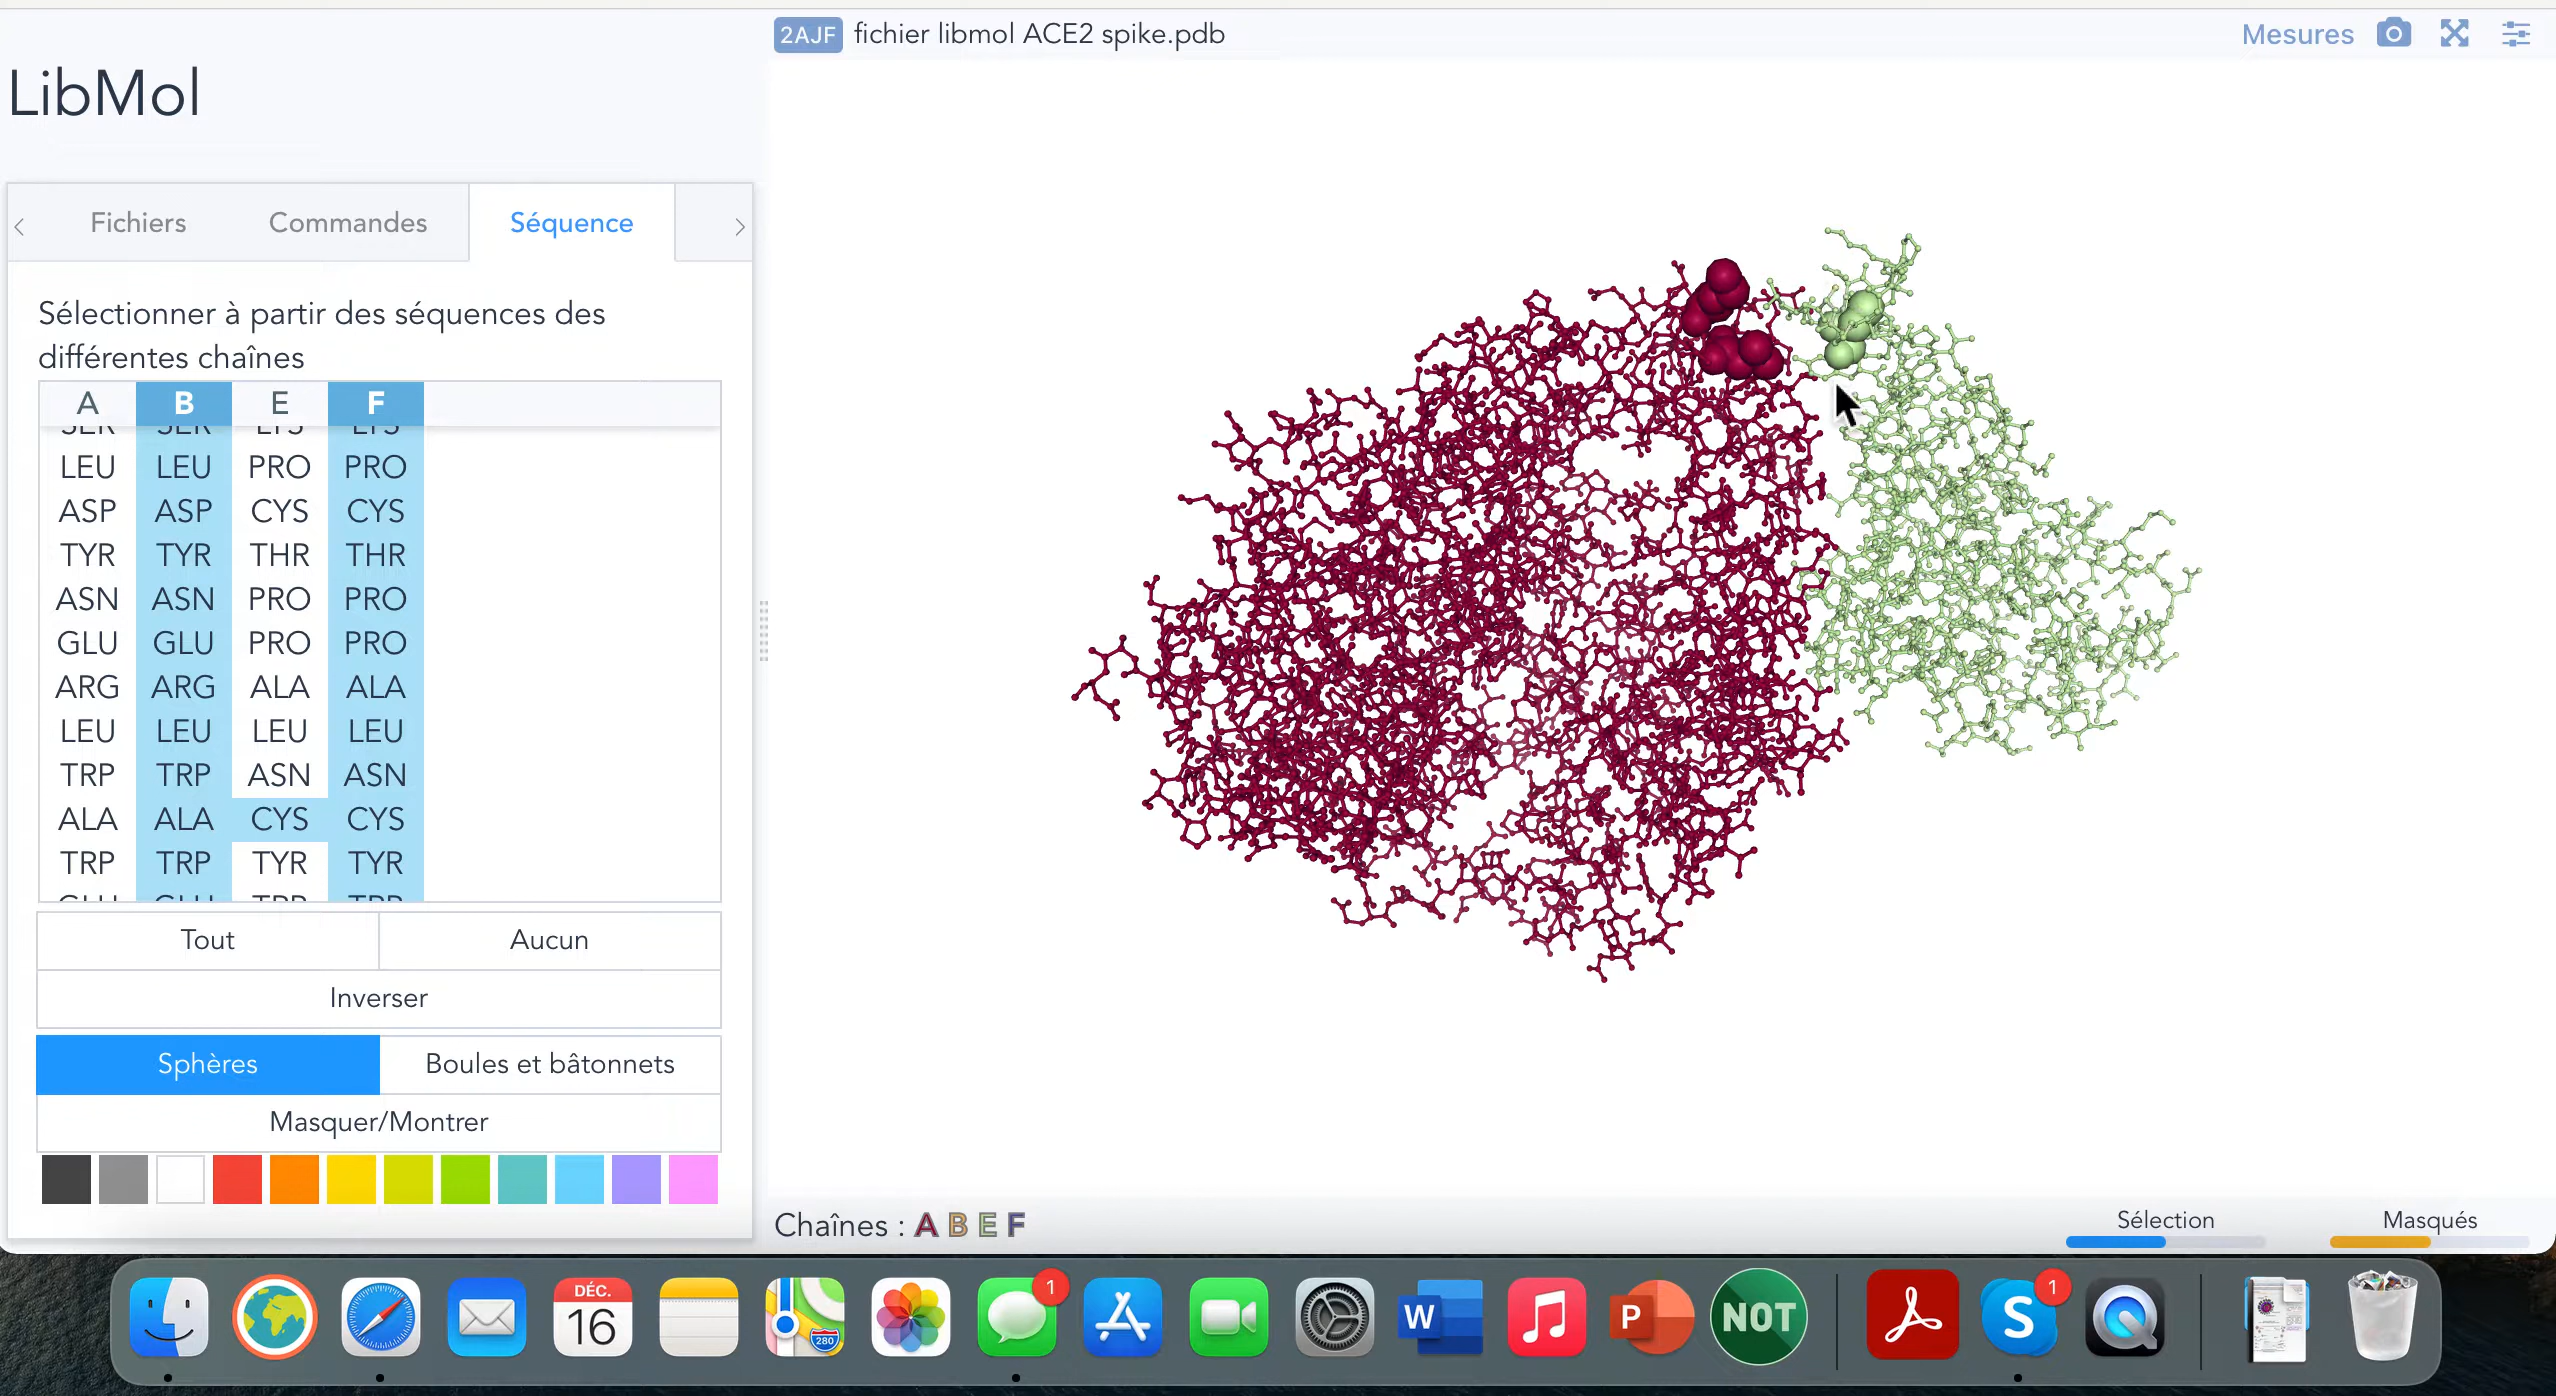 2AJF fichier libmol ACE2 spike.pdb
Mesures
LibMol
Fichiers Commandes Séquence
Sélectionner à partir des séquences des
différentes chaînes
A B E F
LEU LEU PRO PRO
ASP ASP CYS CYS
TYR TYR THR THR
ASN ASN PRO PRO
GLU GLU PRO PRO
ARG ARG ALA ALA
LEU LEU LEU LEU
TRP TRP ASN ASN
ALA ALA CYS CYS
TRP TRP TYR TYR
Tout Aucun
Inverser
Sphères Boules et bâtonnets
Masquer/Montrer
Chaînes : A B E F
Sélection Masqués
DÉC.
16
280
1
W
P
NOT
S
1